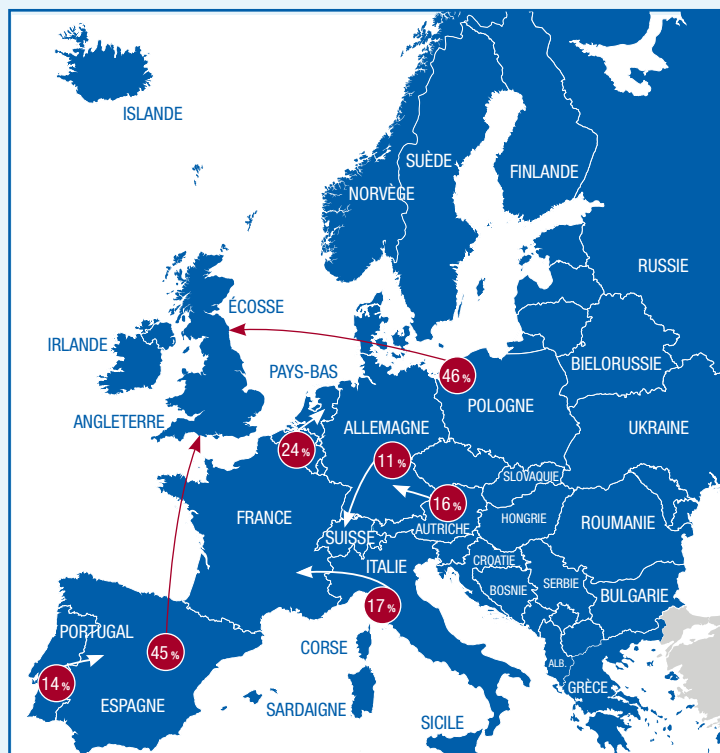 ISLANDE
SUÈDE
FINLANDE
NORVÈGE
RUSSIE
ÉCOSSE
IRLANDE
BIELORUSSIE
PAYS-BAS
46 %
POLOGNE
ANGLETERRE
ALLEMAGNE
UKRAINE
24 %
11 %
SLOVAQUIE
16 %
FRANCE
HONGRIE
ROUMANIE
AUTRICHE
SUISSE
ITALIE
CROATIE
SERBIE
BOSNIE
BULGARIE
17 %
PORTUGAL
CORSE
45 %
ALB.
14 %
GRÈCE
ESPAGNE
SARDAIGNE
SICILE